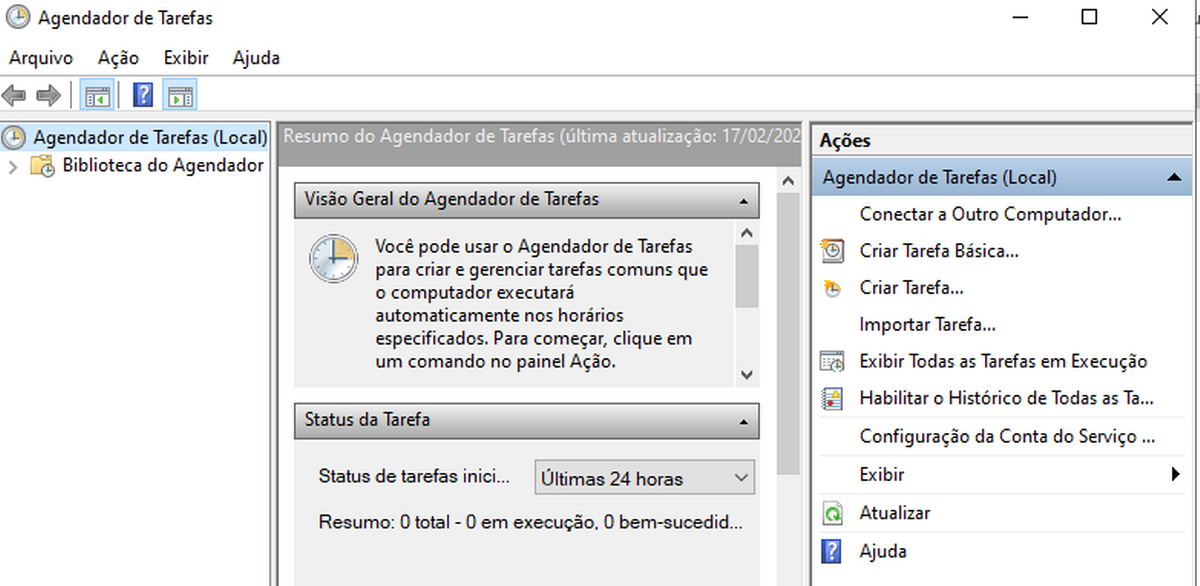 Agendador de Tarefas
Arquivo Ação Exibir Ajuda
Agendador de Tarefas (Local)
Biblioteca do Agendador
Resumo do Agendador de Tarefas (última atualização: 17/02/202
Visão Geral do Agendador de Tarefas
Você pode usar o Agendador de Tarefas
para criar e gerenciar tarefas comuns que
o computador executará
automaticamente nos horários
especificados. Para começar, clique em
um comando no painel Ação.
Status da Tarefa
Status de tarefas inici... Últimas 24 horas
Resumo: 0 total - 0 em execução, 0 bem-sucedid...
Ações
Agendador de Tarefas (Local)
Conectar a Outro Computador...
Criar Tarefa Básica...
Criar Tarefa...
Importar Tarefa...
Exibir Todas as Tarefas em Execução
Habilitar o Histórico de Todas as Ta...
Configuração da Conta do Serviço ...
Exibir
Atualizar
Ajuda